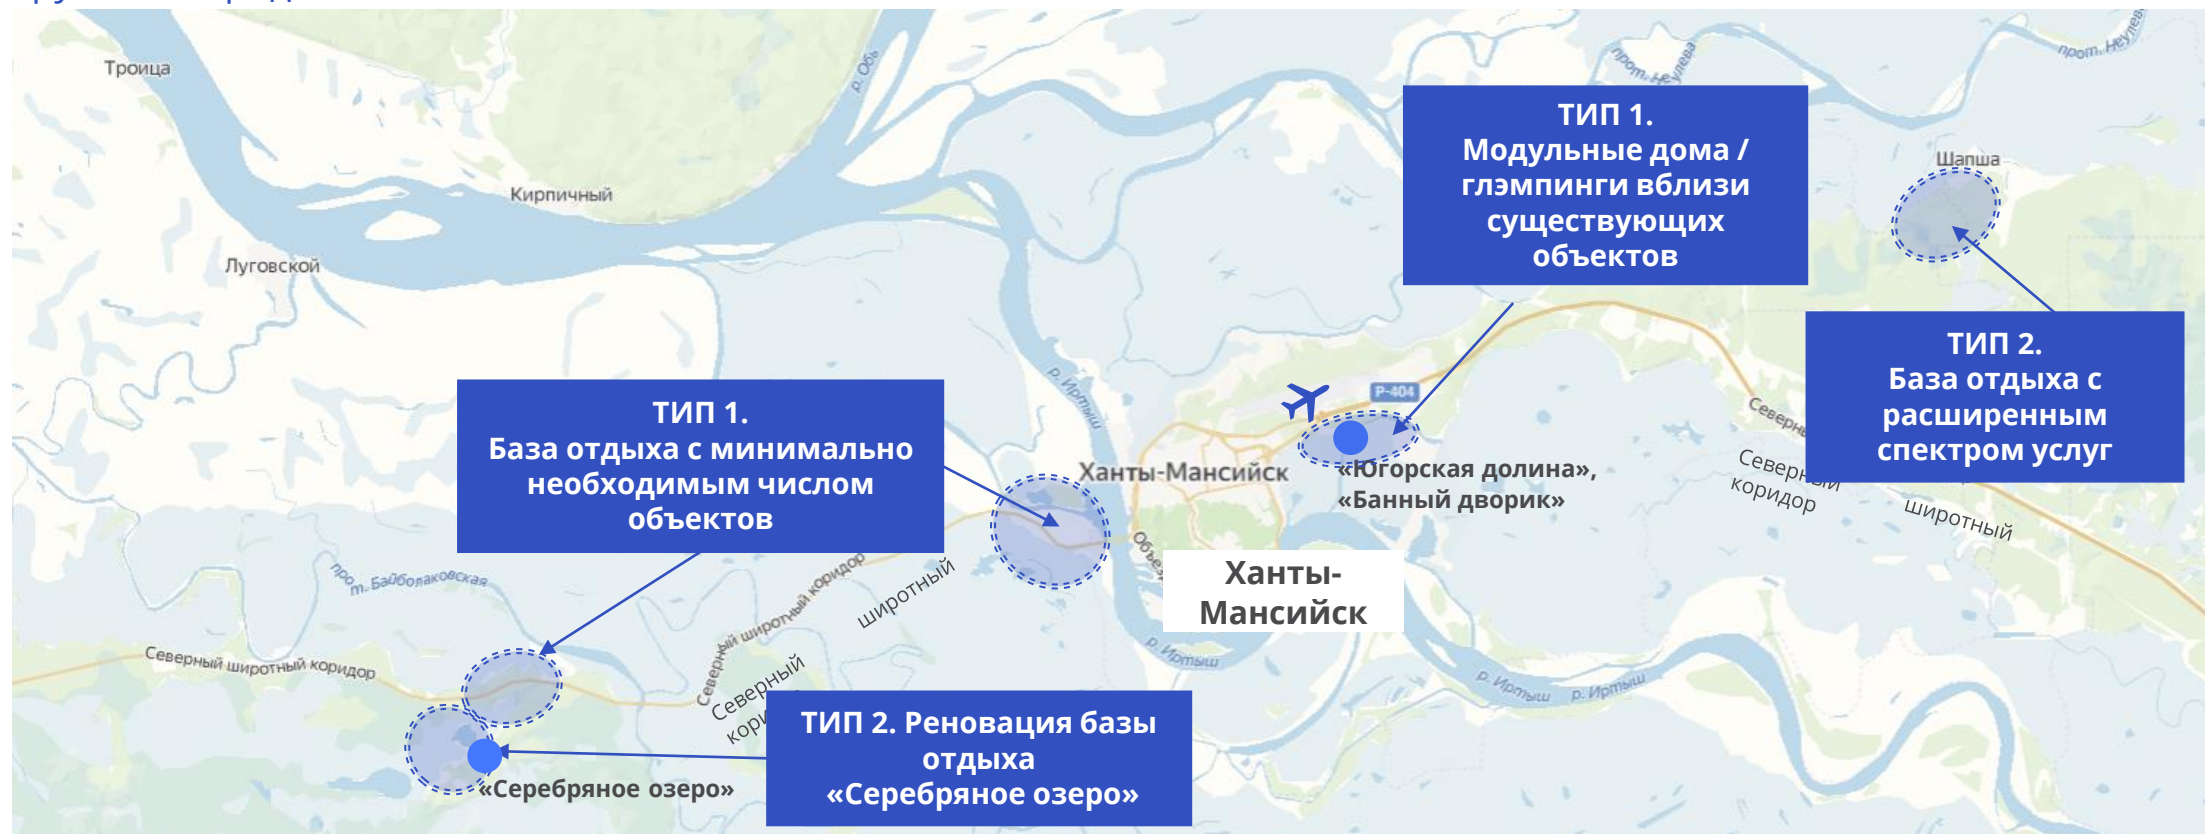 Троица
р. Обь
прот. Неулева
прот. Неулева
Кирпичный
Луговской
ТИП 1.
Модульные дома /
глэмпинги вблизи
существующих
объектов
Шапша
ТИП 2.
База отдыха с
расширенным
спектром услуг
р. Иртыш
Р-404
ТИП 1.
База отдыха с минимально
необходимым числом
объектов
Ханты-Мансийск
«Югорская долина»,
«Банный дворик»
Северный
коридор
широтный
Ханты-
Мансийск
прот. Байболаковская
Северный широтный коридор
широтный
Северный широтный коридор
Северный
р. Иртыш
р. Иртыш
р. Иртыш
ТИП 2. Реновация базы
отдыха
«Серебряное озеро»
«Серебряное озеро»